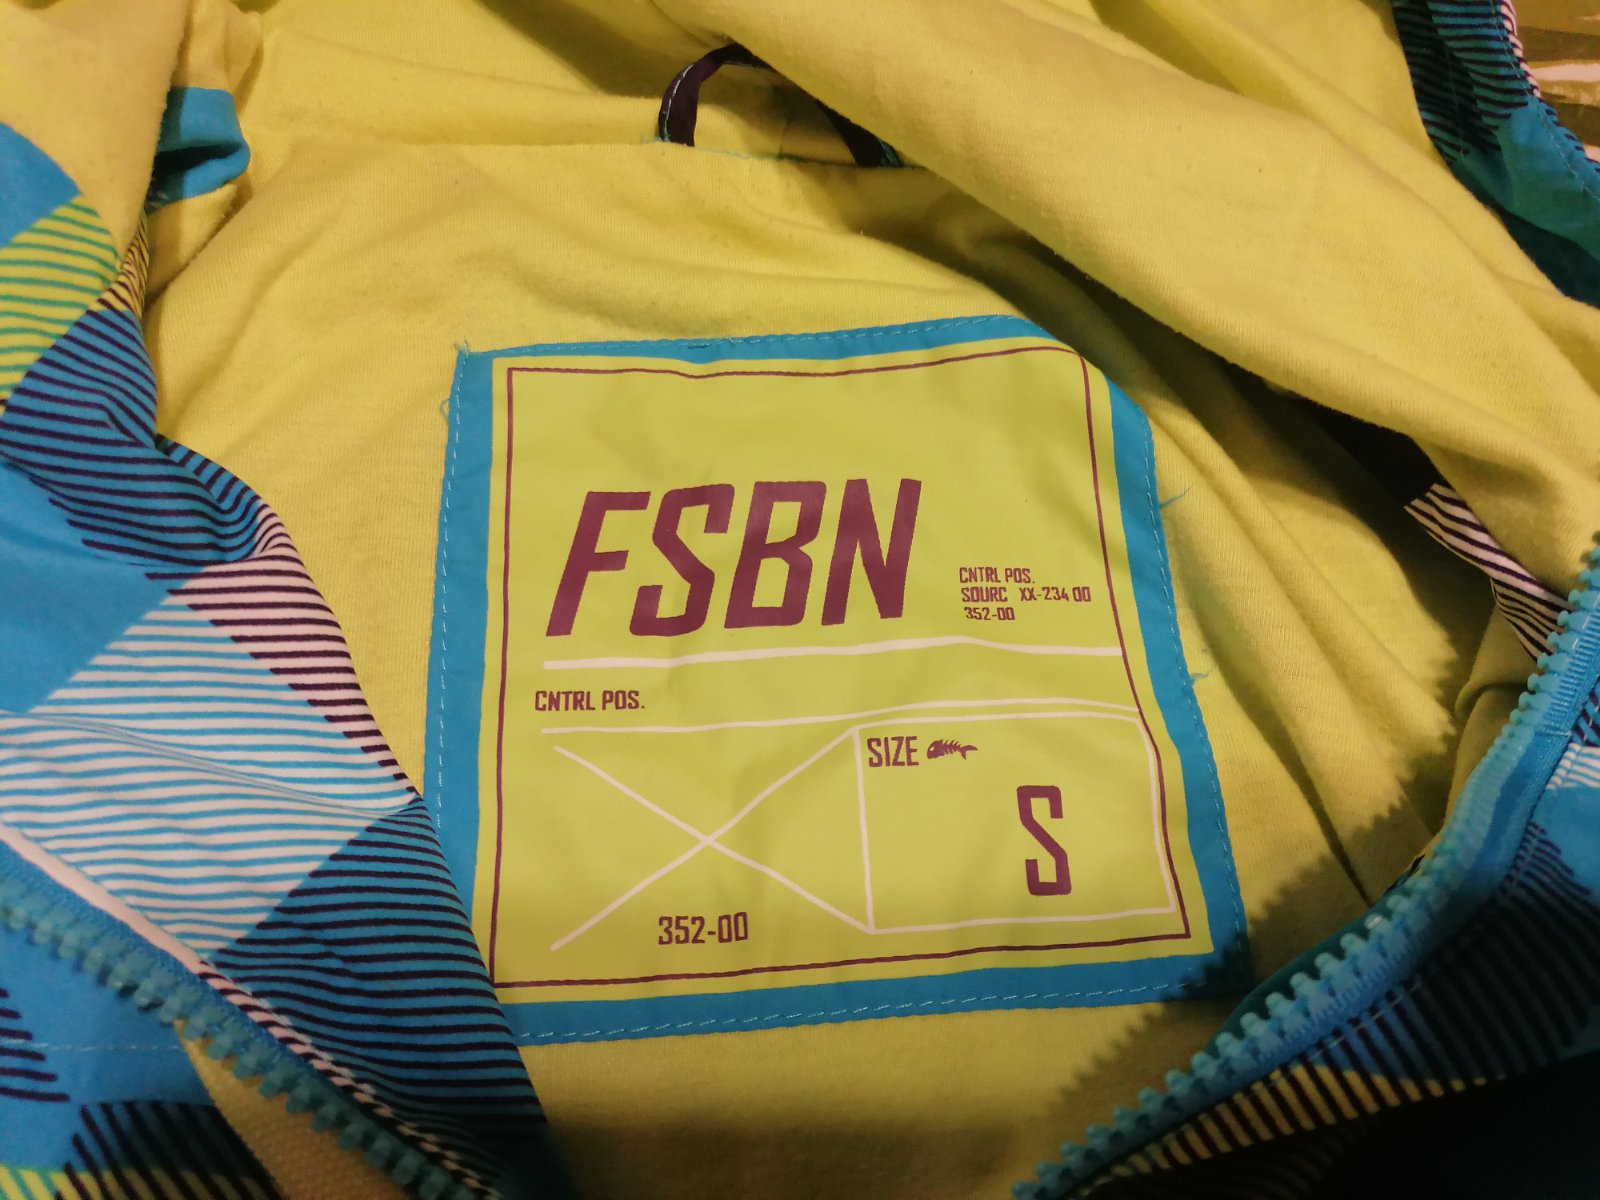 FSBN
CNTRL POS.
SOURC XX-234 00
352-00
CNTRL POS.
SIZE
S
352-00